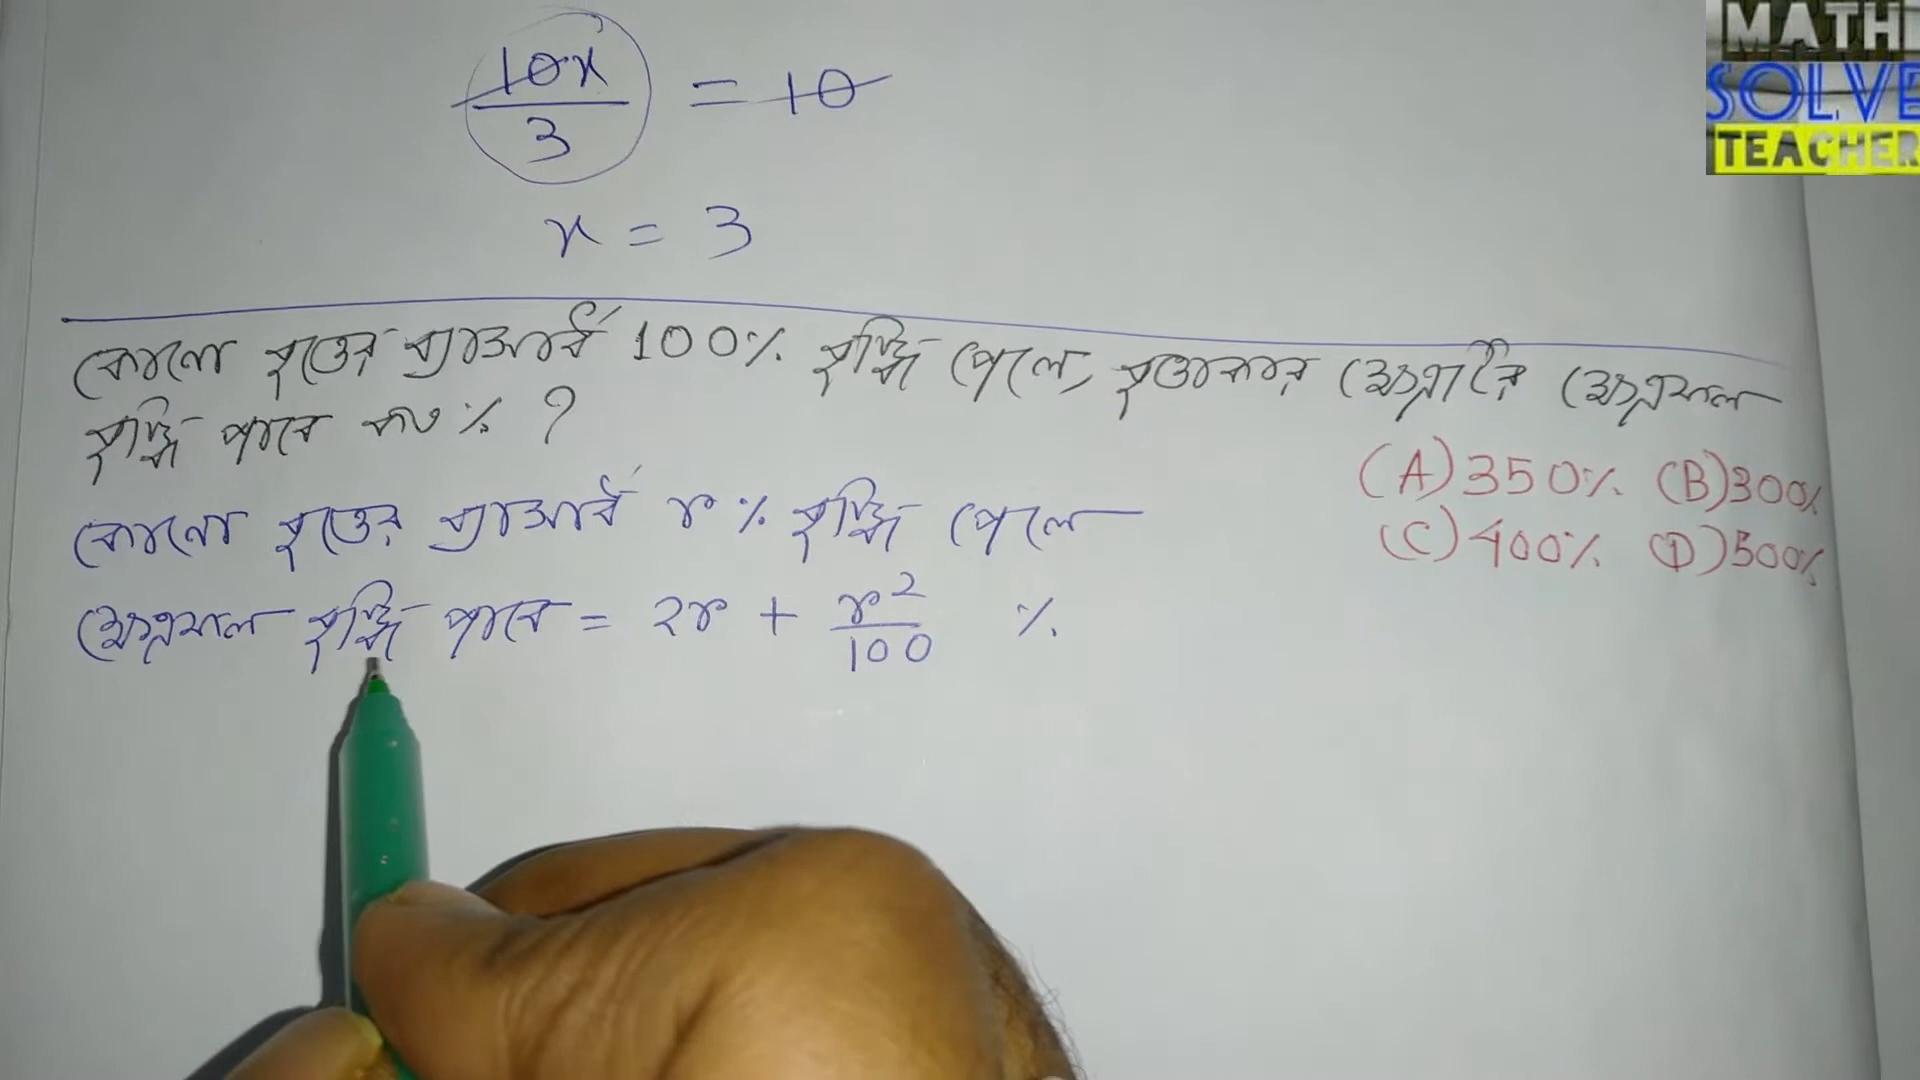 MATH
SOLVE
TEACHER
10x/3 = 10
x = 3
কোনো বৃত্তের ব্যাসার্ধ 100% বৃদ্ধি পেলে, বৃত্তাকার ক্ষেত্রটির ক্ষেত্রফল
বৃদ্ধি পাবে কত % ?
(A) 350% (B) 300%
(C) 400% (D) 500%
কোনো বৃত্তের ব্যাসার্ধ r % বৃদ্ধি পেলে
ক্ষেত্রফল বৃদ্ধি পাবে = 2r + r²/100 %